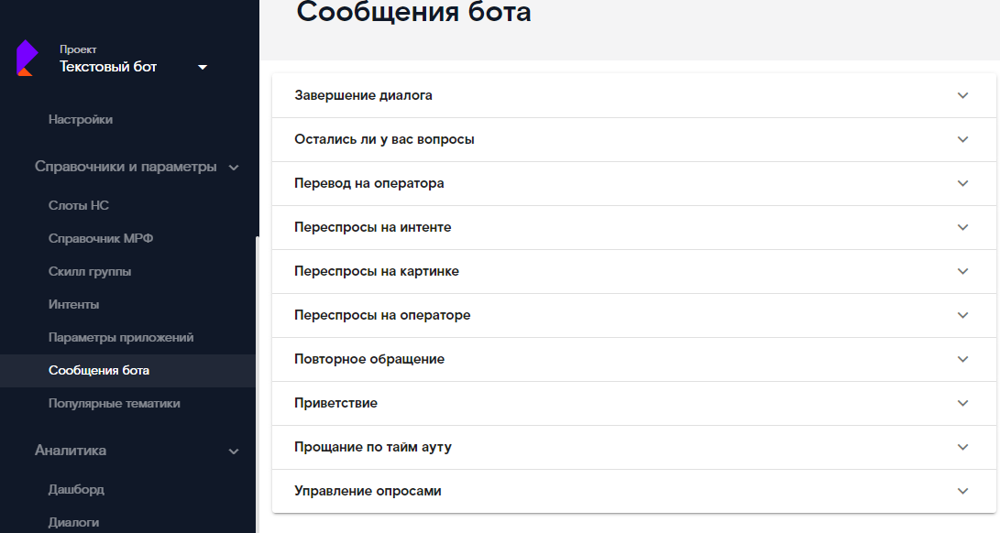 Проект
Текстовый бот
Настройки
Справочники и параметры
Слоты НС
Справочник МРФ
Скилл группы
Интенты
Параметры приложений
Сообщения бота
Популярные тематики
Аналитика
Дашборд
Диалоги
Сообщения бота
Завершение диалога
Остались ли у вас вопросы
Перевод на оператора
Переспросы на интенте
Переспросы на картинке
Переспросы на операторе
Повторное обращение
Приветствие
Прощание по тайм ауту
Управление опросами